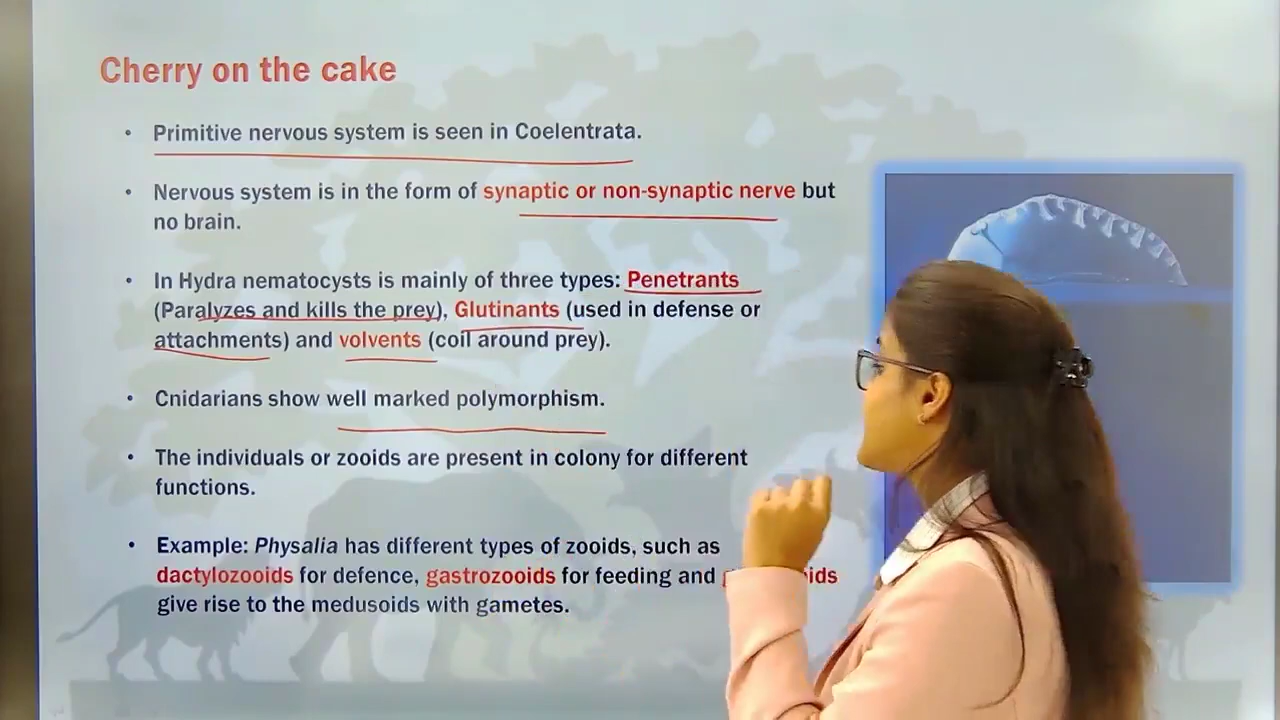 Cherry on the cake
• Primitive nervous system is seen in Coelentrata.
• Nervous system is in the form of synaptic or non-synaptic nerve but
no brain.
• In Hydra nematocysts is mainly of three types: Penetrants
(Paralyzes and kills the prey), Glutinants (used in defense or
attachments) and volvents (coil around prey).
• Cnidarians show well marked polymorphism.
• The individuals or zooids are present in colony for different
functions.
• Example: Physalia has different types of zooids, such as
dactylozooids for defence, gastrozooids for feeding and
give rise to the medusoids with gametes.